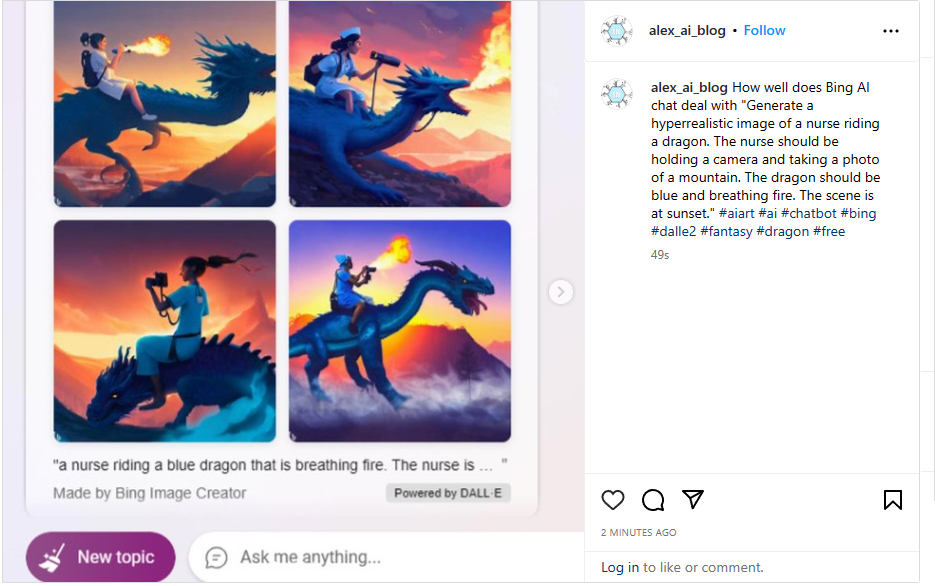 "a nurse riding a blue dragon that is breathing fire. The nurse is ... "
Made by Bing Image Creator
Powered by DALL·E
New topic
Ask me anything...
alex_ai_blog • Follow
alex_ai_blog How well does Bing AI
chat deal with "Generate a
hyperrealistic image of a nurse riding
a dragon. The nurse should be
holding a camera and taking a photo
of a mountain. The dragon should be
blue and breathing fire. The scene is
at sunset." #aiart #ai #chatbot #bing
#dalle2 #fantasy #dragon #free
49s
2 MINUTES AGO
Log in to like or comment.